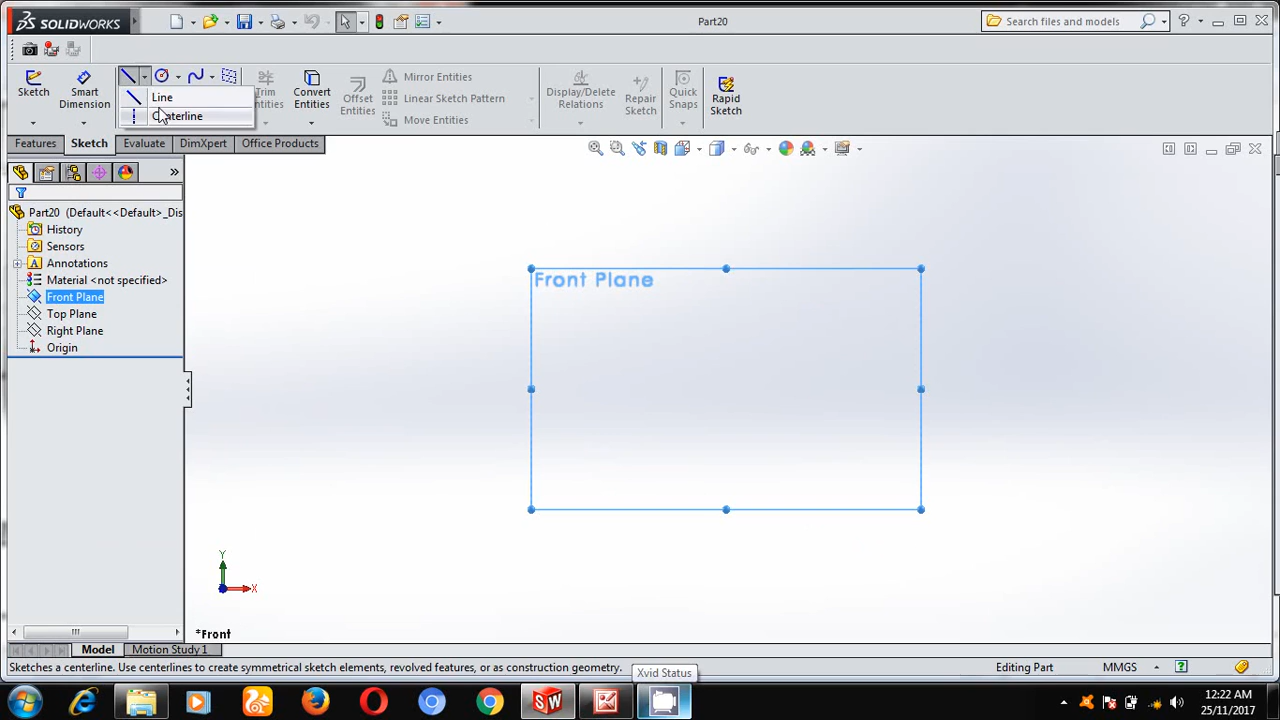 SOLIDWORKS
Part20
Search files and models
Sketch
Smart Dimension
Line
Centerline
Convert Entities
Offset Entities
Mirror Entities
Linear Sketch Pattern
Move Entities
Display/Delete Relations
Repair Sketch
Quick Snaps
Rapid Sketch
Features
Sketch
Evaluate
DimXpert
Office Products
Part20 (Default<<Default>_Dis
History
Sensors
Annotations
Material <not specified>
Front Plane
Top Plane
Right Plane
Origin
Front Plane
Y
X
*Front
Model
Motion Study 1
Sketches a centerline. Use centerlines to create symmetrical sketch elements, revolved features, or as construction geometry.
Xvid Status
Editing Part
MMGS
12:22 AM
25/11/2017